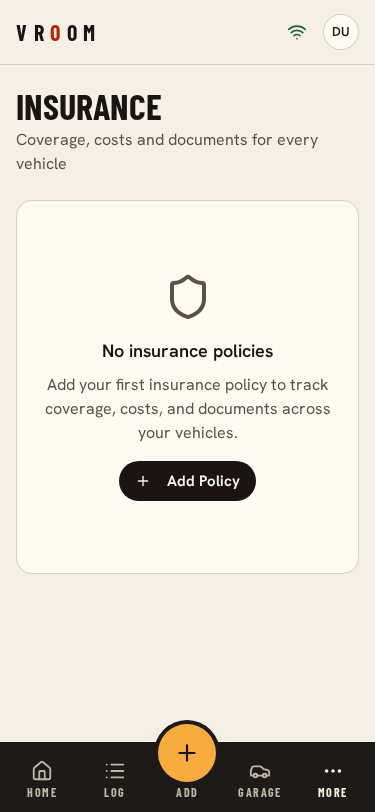 VROOM
DU
INSURANCE
Coverage, costs and documents for every
vehicle
No insurance policies
Add your first insurance policy to track
coverage, costs, and documents across
your vehicles.
Add Policy
HOME
LOG
ADD
GARAGE
MORE